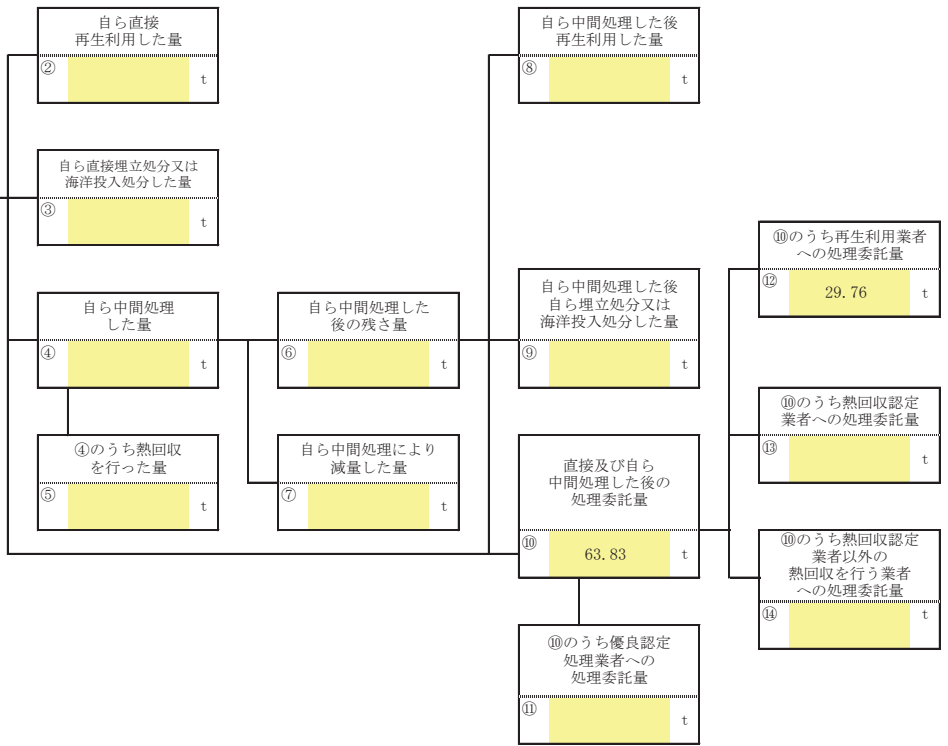 自ら直接
再生利用した量
②
t
自ら直接埋立処分又は
海洋投入処分した量
③
t
自ら中間処理
した量
④
t
④のうち熱回収
を行った量
⑤
t
自ら中間処理した
後の残さ量
⑥
t
自ら中間処理により
減量した量
⑦
t
自ら中間処理した後
再生利用した量
⑧
t
自ら中間処理した後
自ら埋立処分又は
海洋投入処分した量
⑨
t
直接及び自ら
中間処理した後の
処理委託量
⑩ 63.83 t
⑩のうち優良認定
処理業者への
処理委託量
⑪
t
⑩のうち再生利用業者
への処理委託量
⑫ 29.76 t
⑩のうち熱回収認定
業者への処理委託量
⑬
t
⑩のうち熱回収認定
業者以外の
熱回収を行う業者
への処理委託量
⑭
t